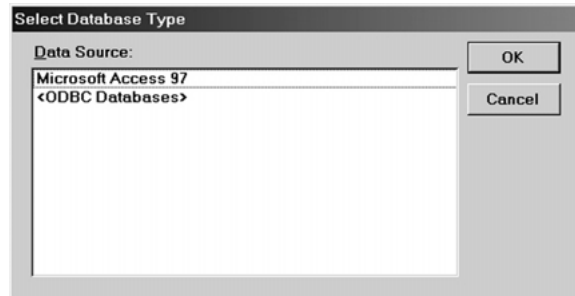 Select Database Type
Data Source:
OK
Microsoft Access 97
<ODBC Databases>
Cancel